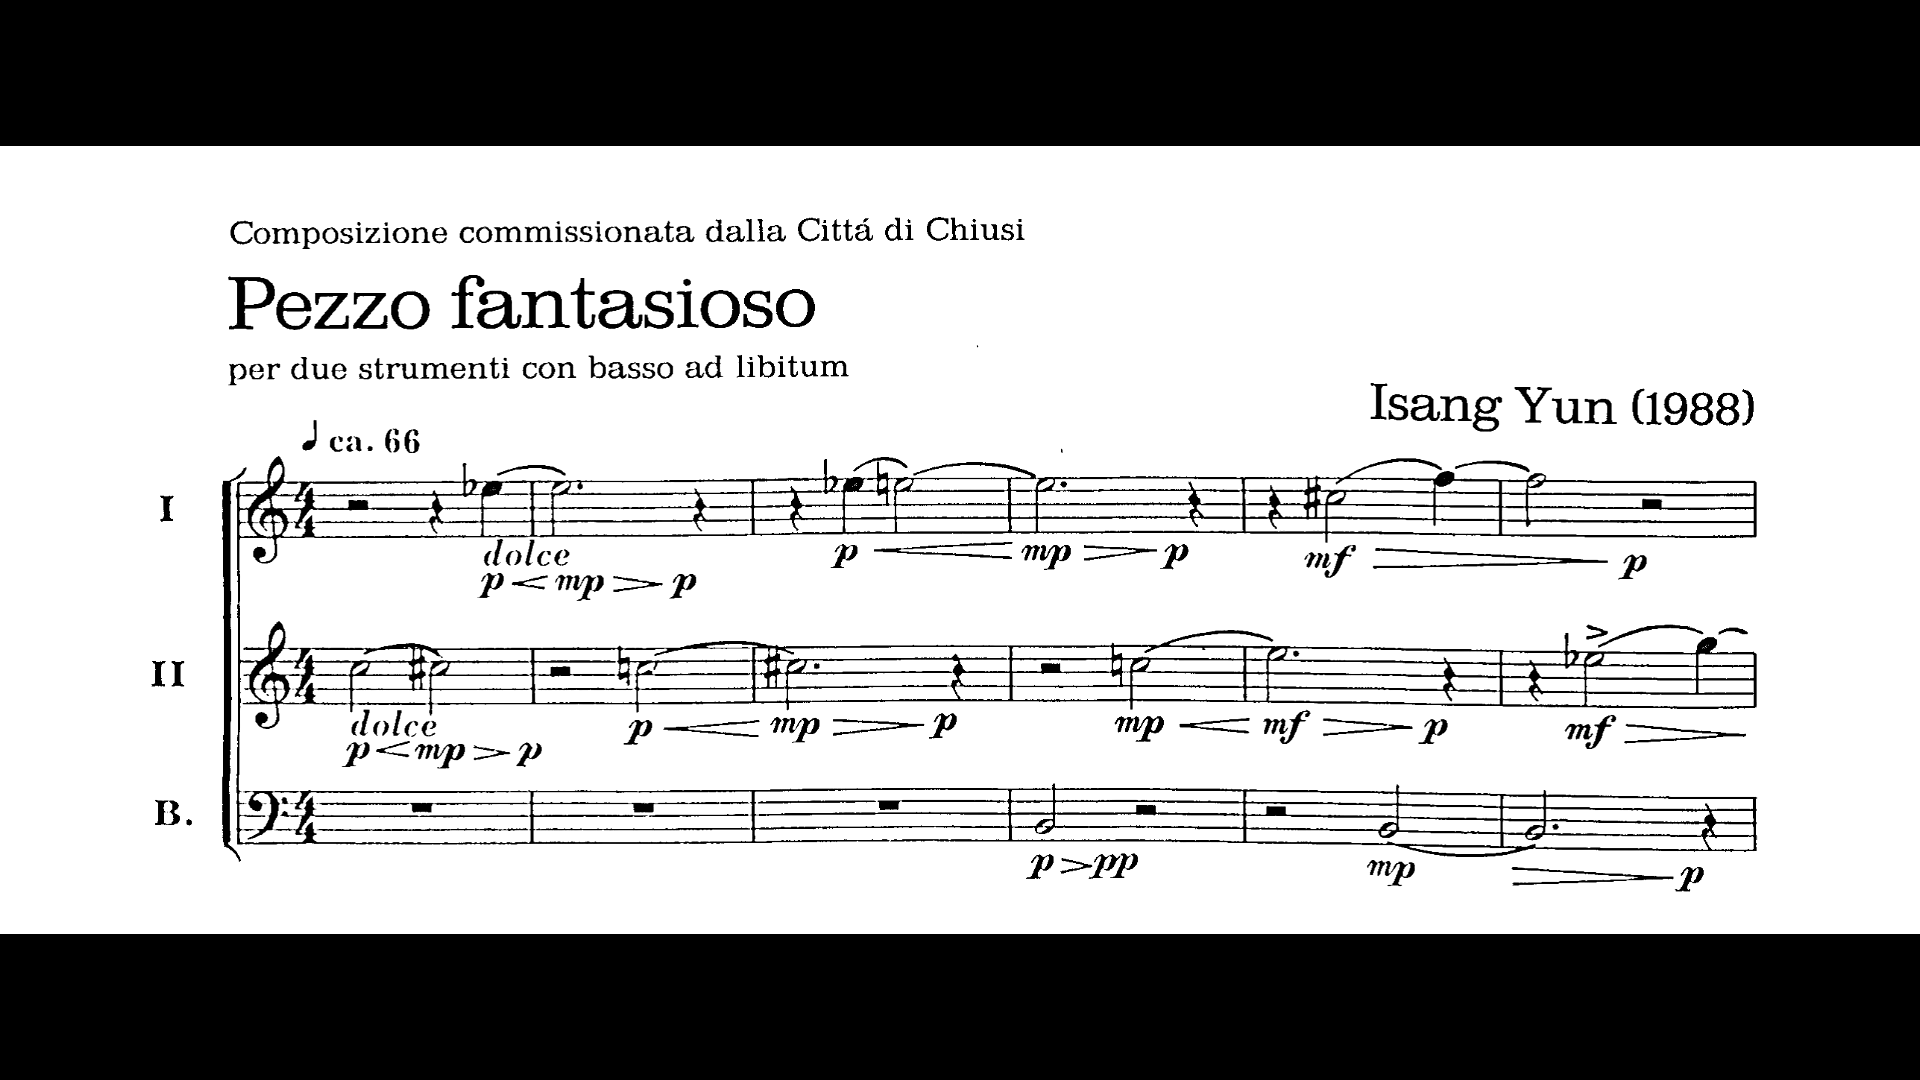 Composizione commissionata dalla Cittá di Chiusi
Pezzo fantasioso
per due strumenti con basso ad libitum
Isang Yun (1988)
ca. 66
I
dolce
p mp p p mp p mf p
II
dolce
p mp p p mp p mp mf p mf
B.
p pp mp p